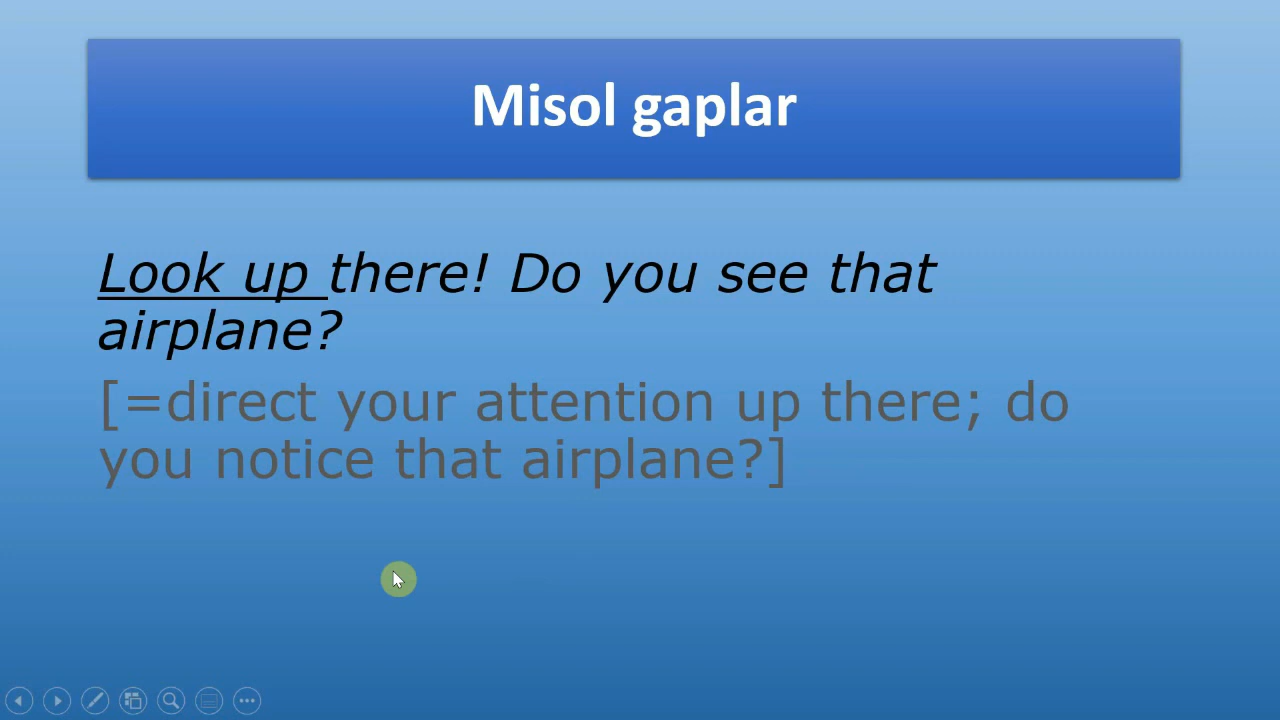 Misol gaplar
Look up there! Do you see that
airplane?
[=direct your attention up there; do
you notice that airplane?]